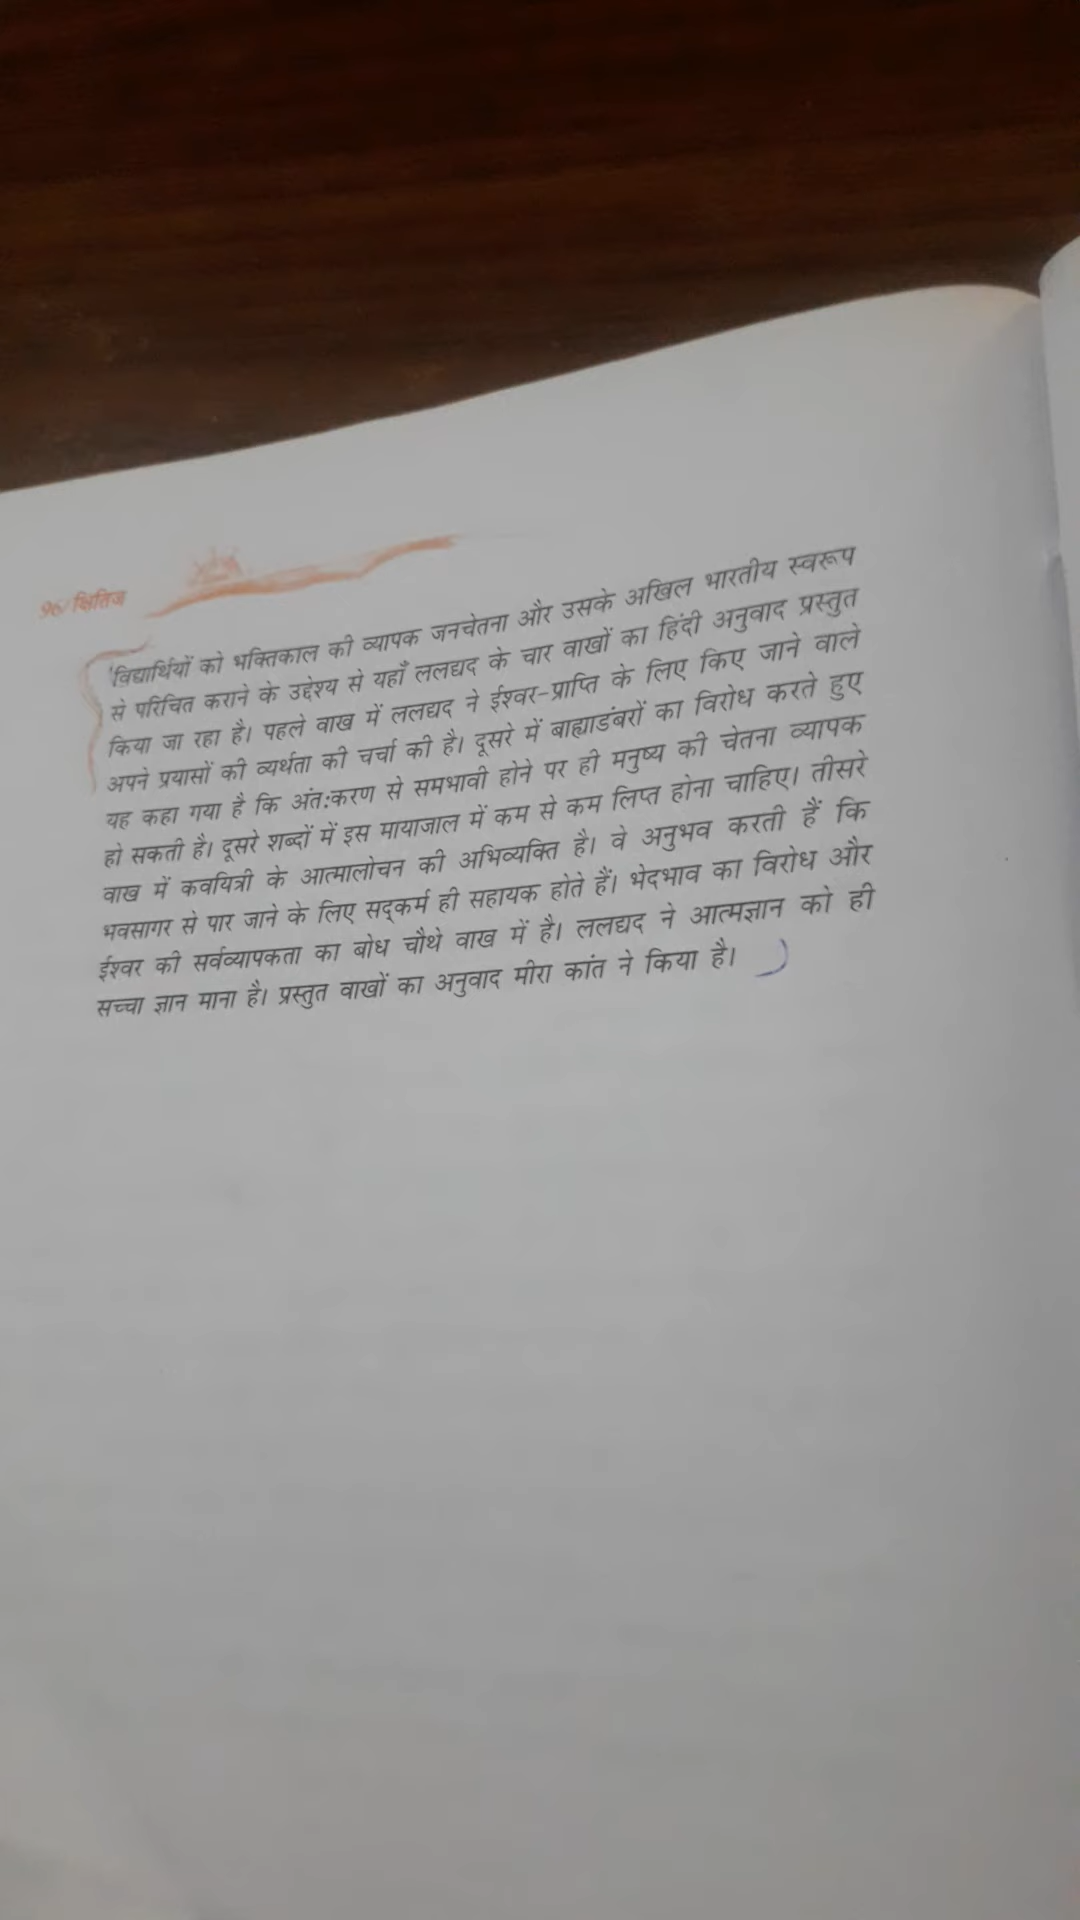 96/क्षितिज
विद्यार्थियों को भक्तिकाल की व्यापक जनचेतना और उसके अखिल भारतीय स्वरूप
से परिचित कराने के उद्देश्य से यहाँ ललद्यद के चार वाखों का हिंदी अनुवाद प्रस्तुत
किया जा रहा है। पहले वाख में ललद्यद ने ईश्वर-प्राप्ति के लिए किए जाने वाले
अपने प्रयासों की व्यर्थता की चर्चा की है। दूसरे में बाह्याडंबरों का विरोध करते हुए
यह कहा गया है कि अंत:करण से समभावी होने पर ही मनुष्य की चेतना व्यापक
हो सकती है। दूसरे शब्दों में इस मायाजाल में कम से कम लिप्त होना चाहिए। तीसरे
वाख में कवयित्री के आत्मालोचन की अभिव्यक्ति है। वे अनुभव करती हैं कि
भवसागर से पार जाने के लिए सद्कर्म ही सहायक होते हैं। भेदभाव का विरोध और
ईश्वर की सर्वव्यापकता का बोध चौथे वाख में है। ललद्यद ने आत्मज्ञान को ही
सच्चा ज्ञान माना है। प्रस्तुत वाखों का अनुवाद मीरा कांत ने किया है।